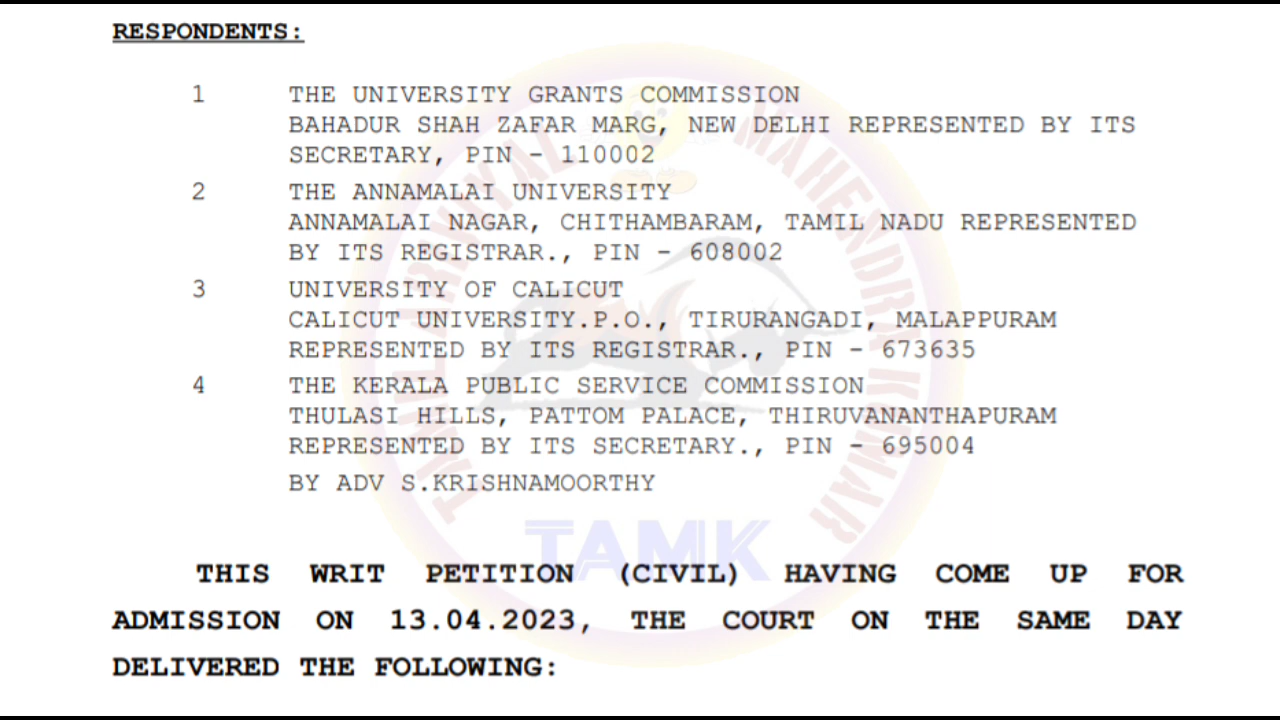 RESPONDENTS:
1 THE UNIVERSITY GRANTS COMMISSION
BAHADUR SHAH ZAFAR MARG, NEW DELHI REPRESENTED BY ITS
SECRETARY, PIN - 110002
2 THE ANNAMALAI UNIVERSITY
ANNAMALAI NAGAR, CHITHAMBARAM, TAMIL NADU REPRESENTED
BY ITS REGISTRAR., PIN - 608002
3 UNIVERSITY OF CALICUT
CALICUT UNIVERSITY.P.O., TIRURANGADI, MALAPPURAM
REPRESENTED BY ITS REGISTRAR., PIN - 673635
4 THE KERALA PUBLIC SERVICE COMMISSION
THULASI HILLS, PATTOM PALACE, THIRUVANANTHAPURAM
REPRESENTED BY ITS SECRETARY., PIN - 695004
BY ADV S.KRISHNAMOORTHY
TAMK
THIS WRIT PETITION (CIVIL) HAVING COME UP FOR
ADMISSION ON 13.04.2023, THE COURT ON THE SAME DAY
DELIVERED THE FOLLOWING:
MAHENDRA KUMAR